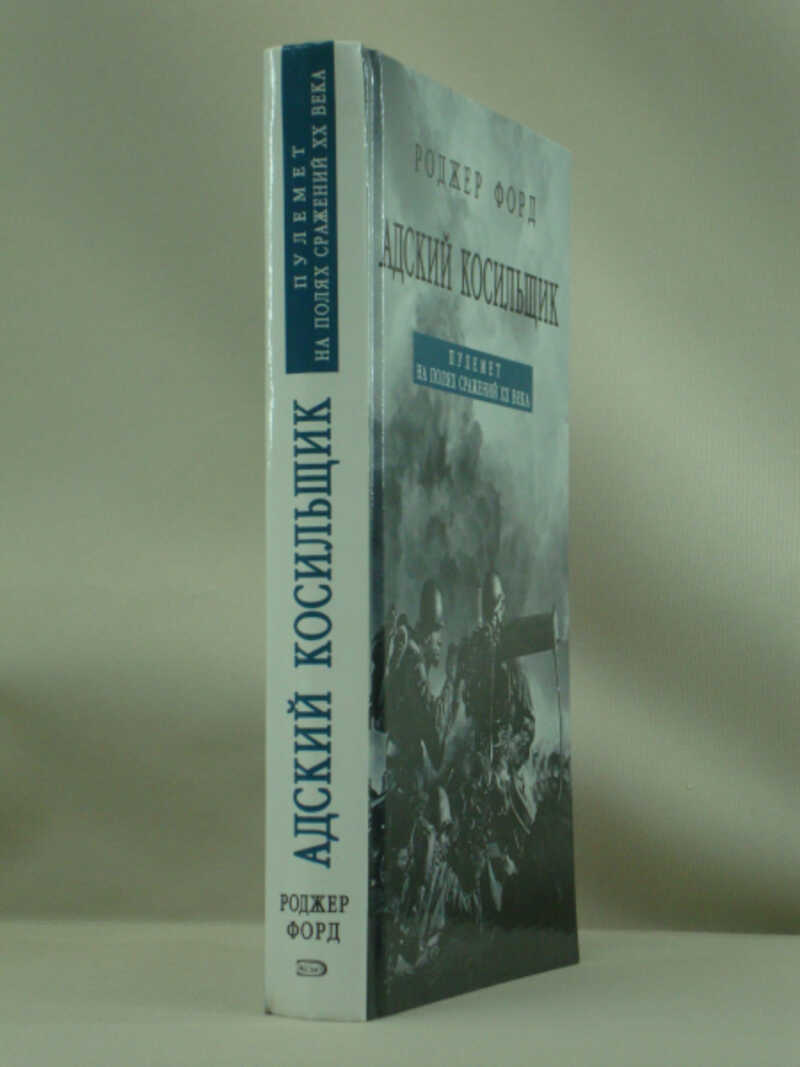 ПУЛЕМЕТ
НА ПОЛЯХ СРАЖЕНИЙ XX ВЕКА
АДСКИЙ КОСИЛЬЩИК
РОДЖЕР
ФОРД
РОДЖЕР ФОРД
АДСКИЙ КОСИЛЬЩИК
ПУЛЕМЕТ
НА ПОЛЯХ СРАЖЕНИЙ XX ВЕКА